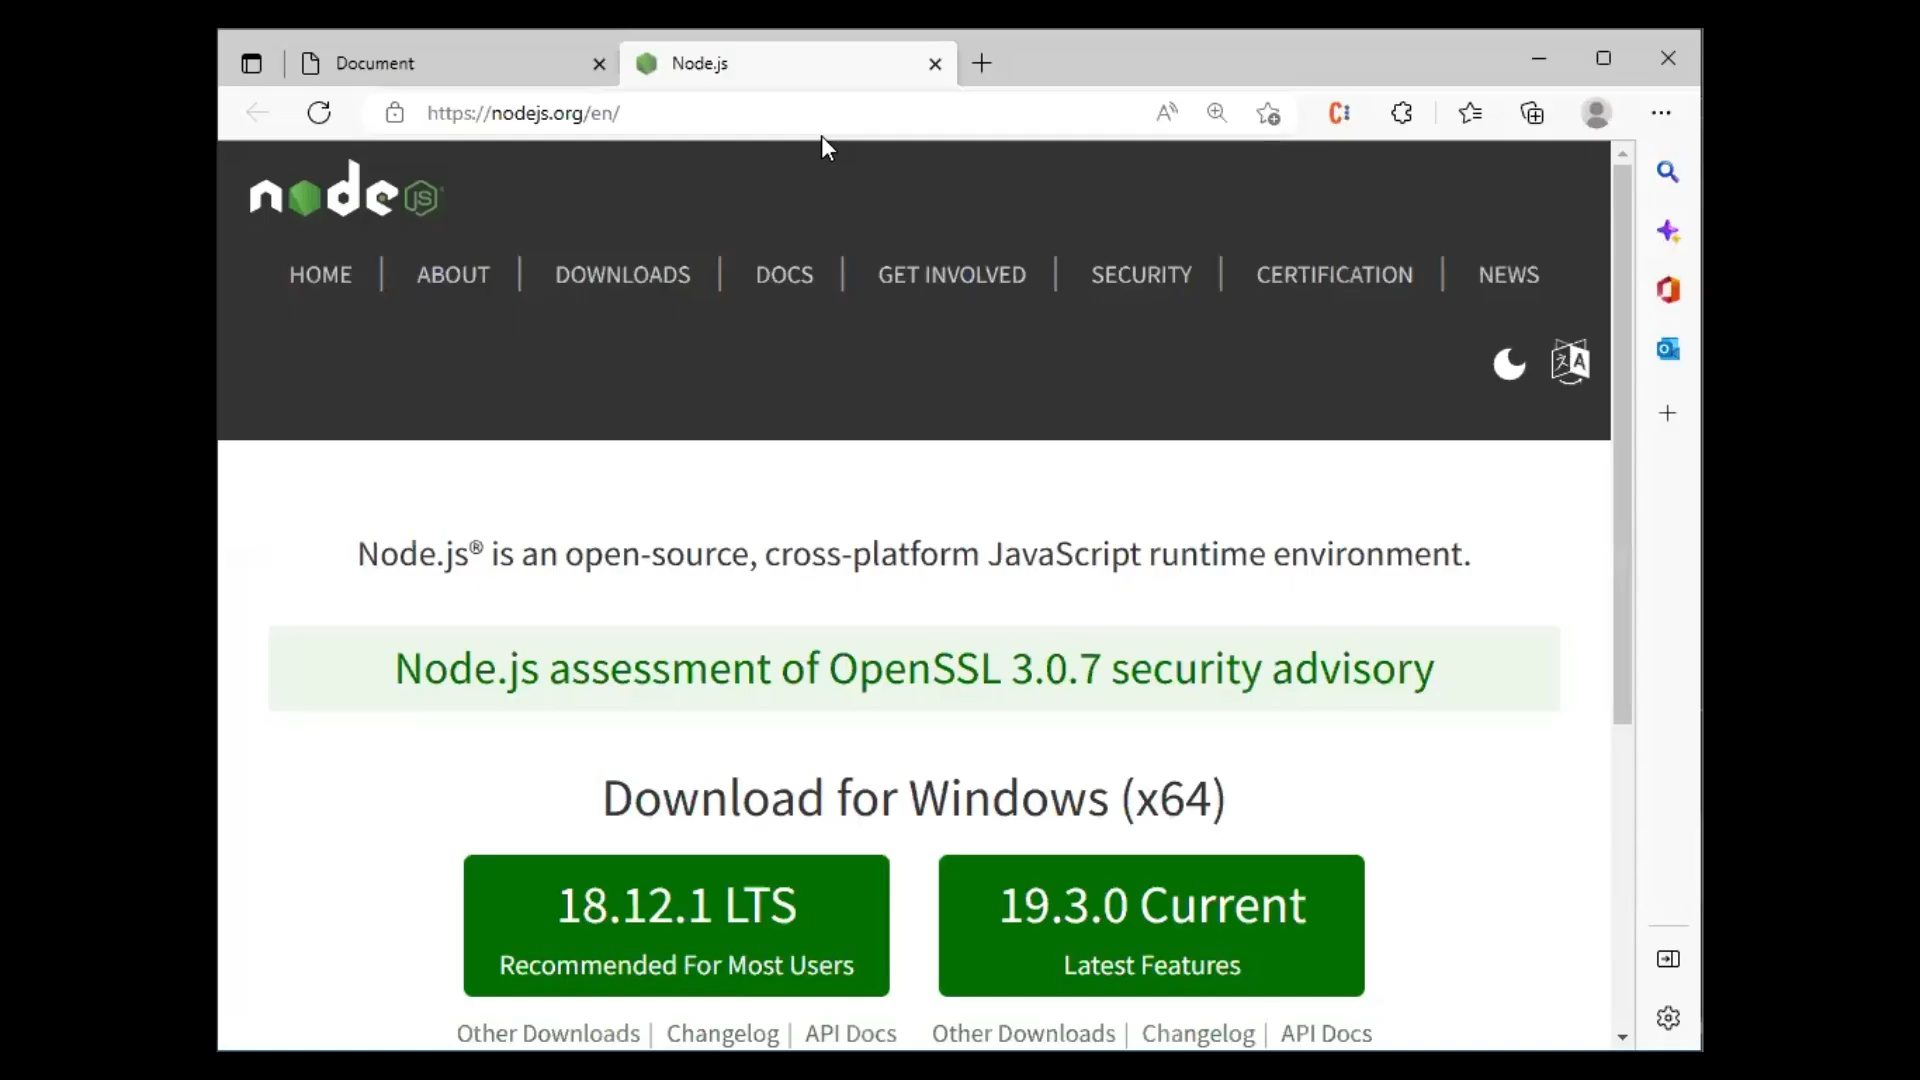 Document
Node.js
https://nodejs.org/en/
node JS
HOME | ABOUT | DOWNLOADS | DOCS | GET INVOLVED | SECURITY | CERTIFICATION | NEWS
Node.js® is an open-source, cross-platform JavaScript runtime environment.
Node.js assessment of OpenSSL 3.0.7 security advisory
Download for Windows (x64)
18.12.1 LTS
Recommended For Most Users
19.3.0 Current
Latest Features
Other Downloads | Changelog | API Docs
Other Downloads | Changelog | API Docs